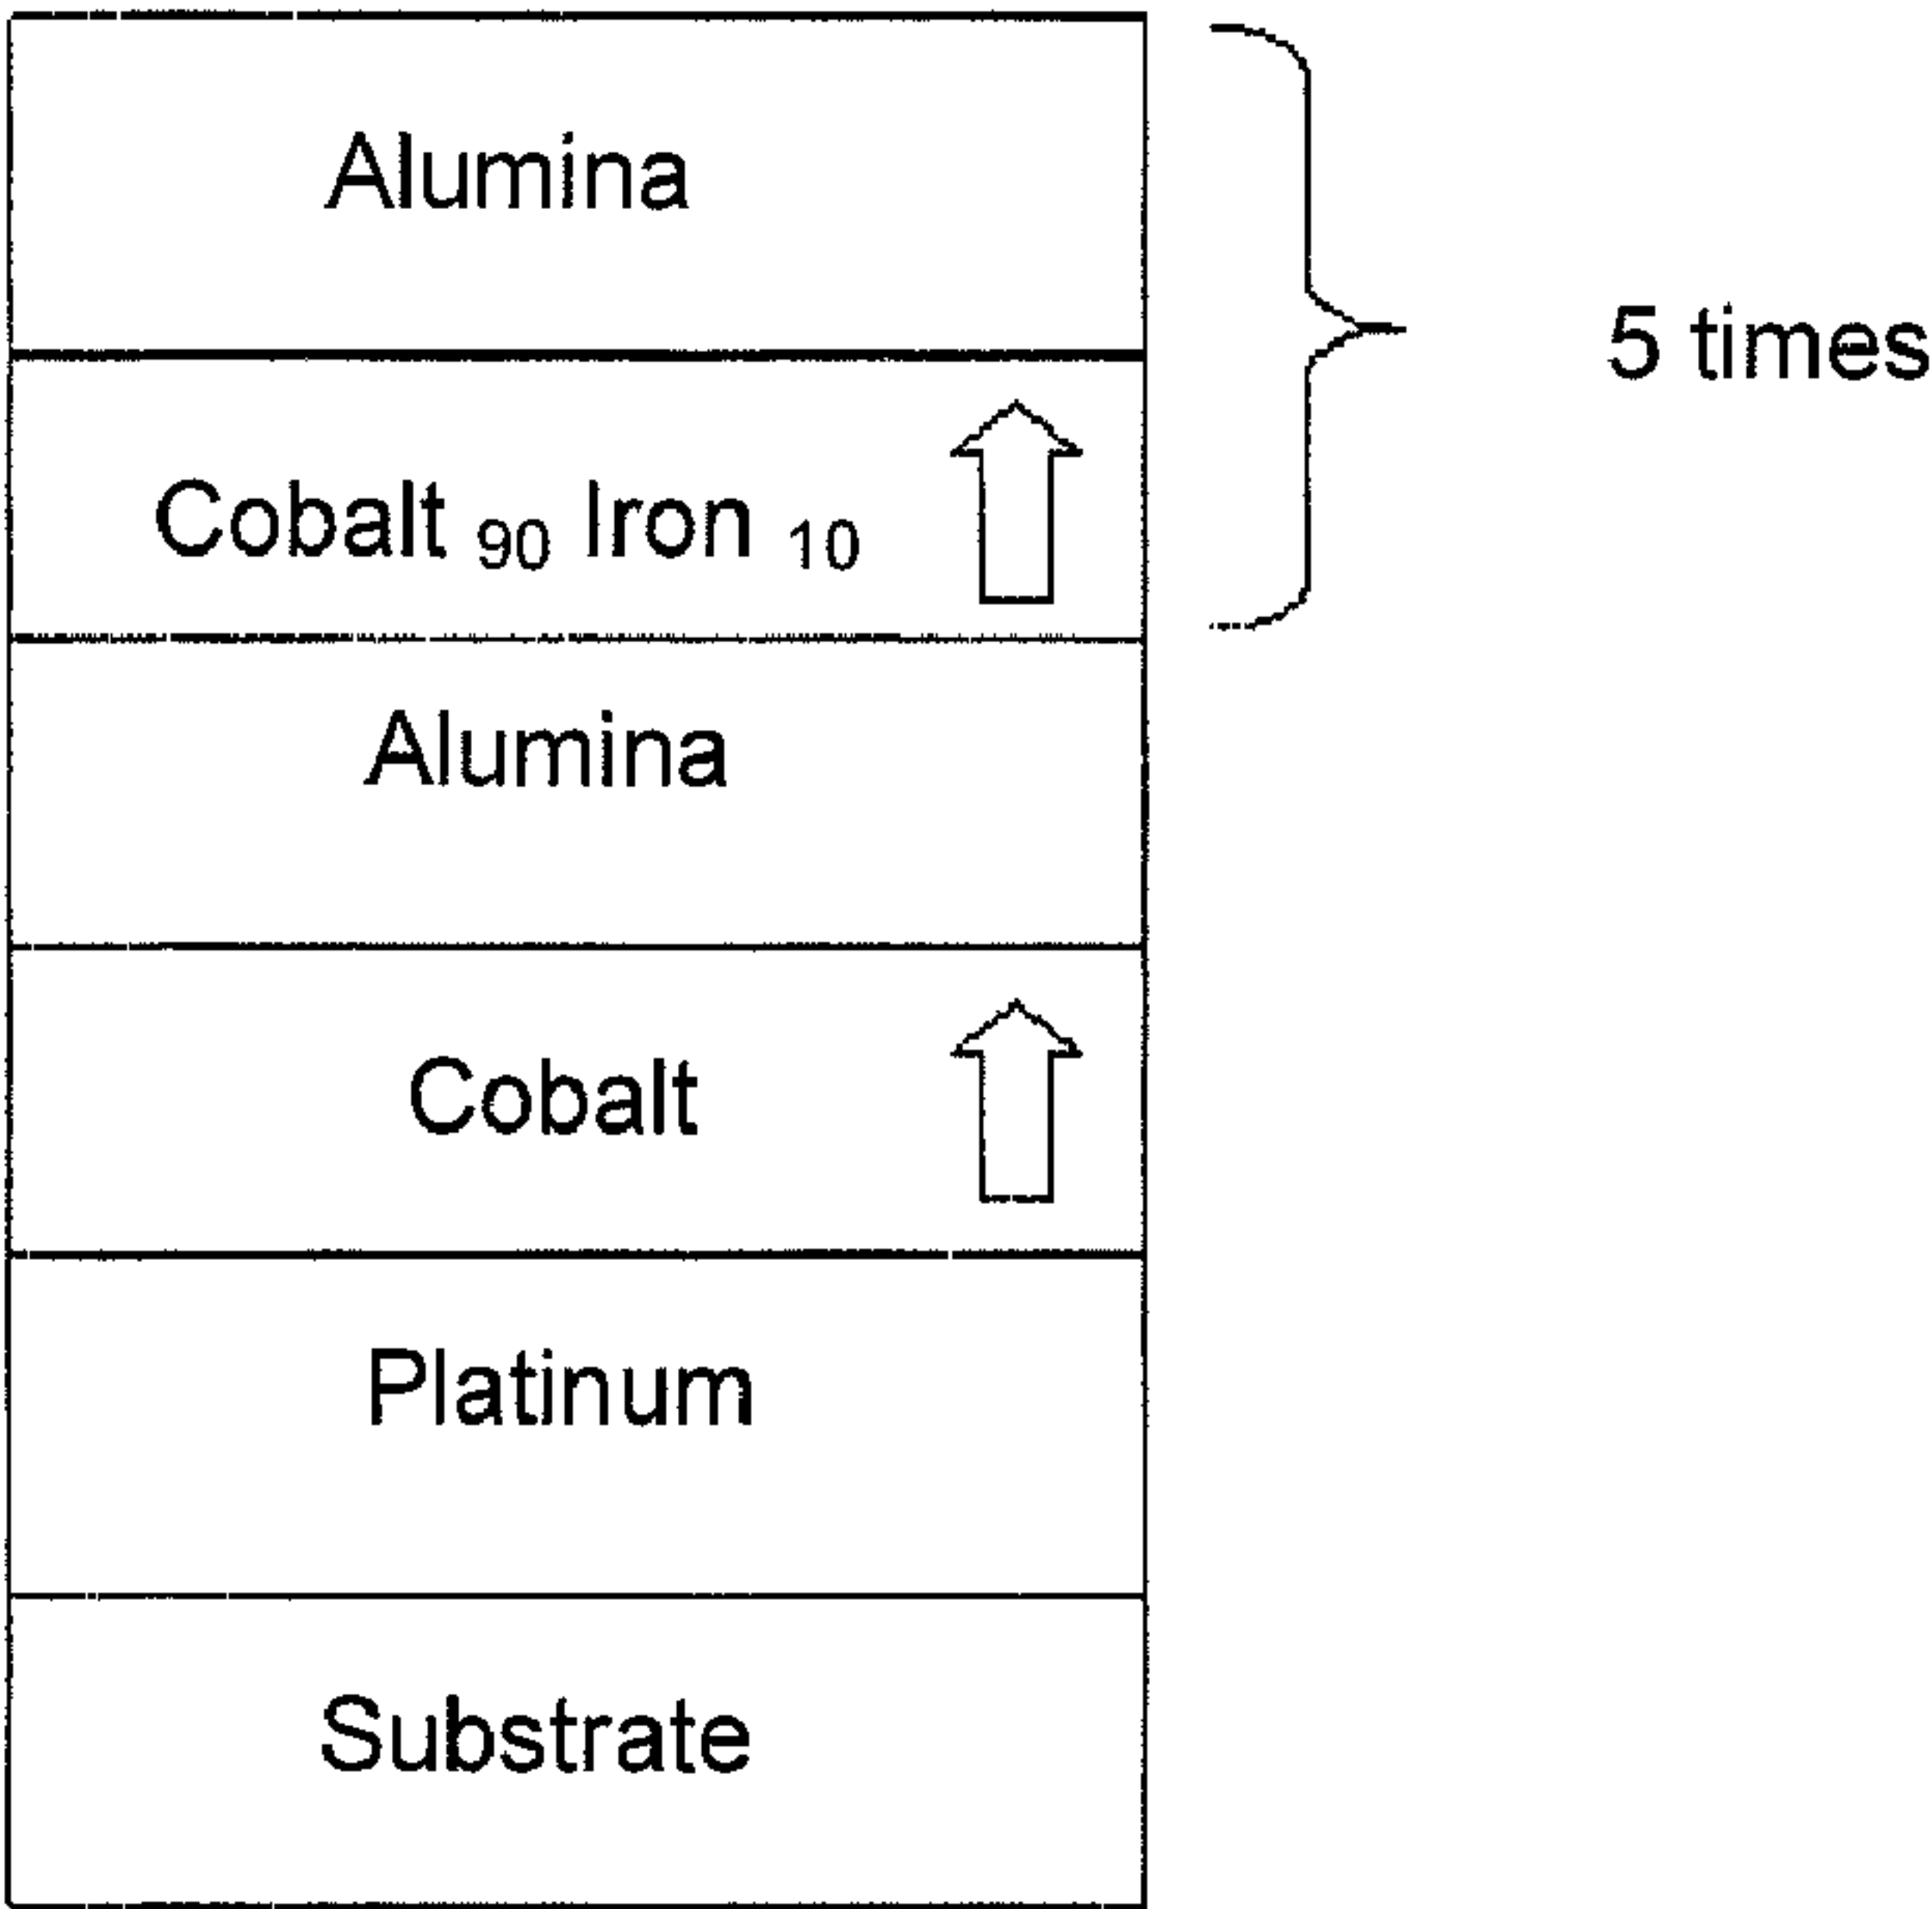 Alumina
5 times
Cobalt 90 Iron 10
Alumina
Cobalt
Platinum
Substrate